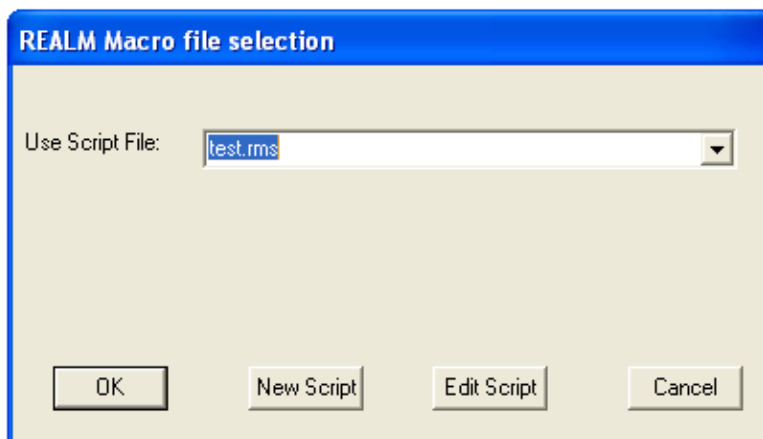 REALM Macro file selection
Use Script File: test.rms
OK New Script Edit Script Cancel